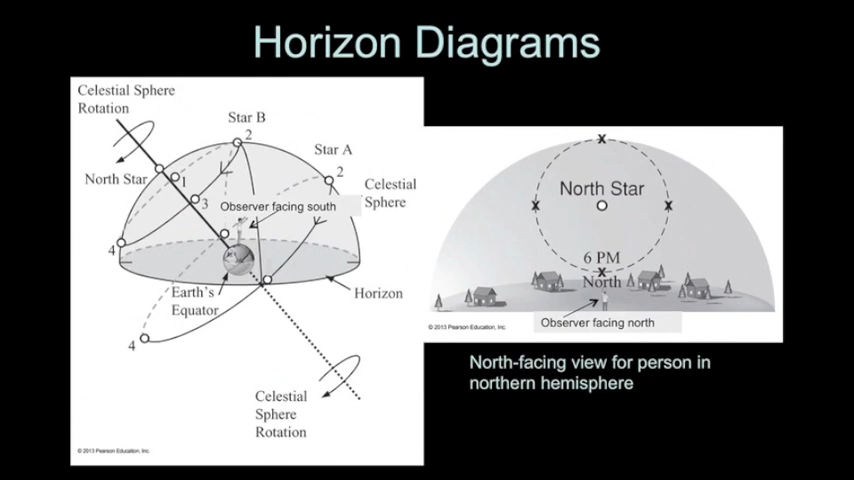 Horizon Diagrams
Celestial Sphere
Rotation
Star B
2
Star A
2
North Star
1
3
Celestial
Sphere
Observer facing south
4
Earth's
Equator
Horizon
4
Celestial
Sphere
Rotation
© 2013 Pearson Education, Inc.
x
North Star
x
x
6 PM
x
North
Observer facing north
© 2013 Pearson Education, Inc.
North-facing view for person in
northern hemisphere